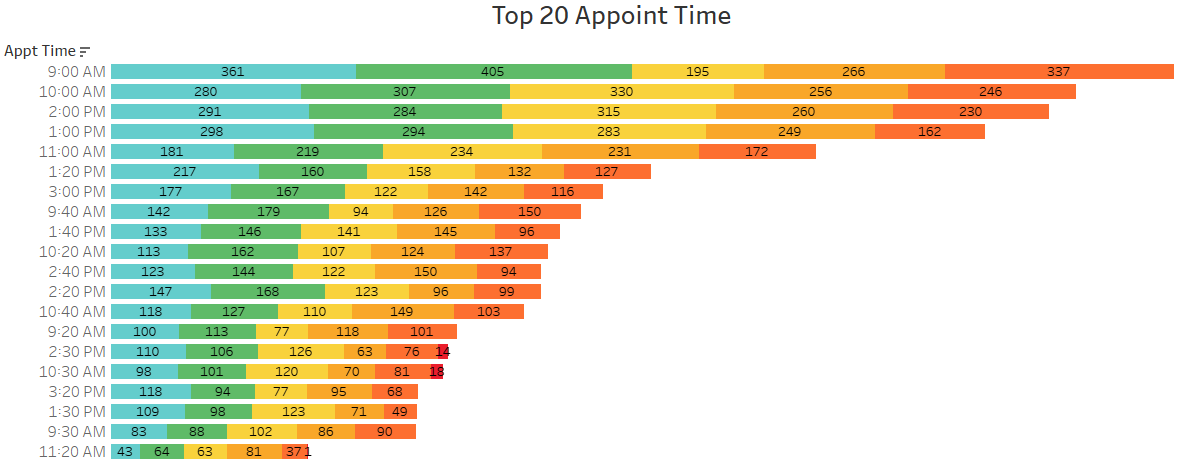 Top 20 Appoint Time
Appt Time
9:00 AM 361 405 195 266 337
10:00 AM 280 307 330 256 246
2:00 PM 291 284 315 260 230
1:00 PM 298 294 283 249 162
11:00 AM 181 219 234 231 172
1:20 PM 217 160 158 132 127
3:00 PM 177 167 122 142 116
9:40 AM 142 179 94 126 150
1:40 PM 133 146 141 145 96
10:20 AM 113 162 107 124 137
2:40 PM 123 144 122 150 94
2:20 PM 147 168 123 96 99
10:40 AM 118 127 110 149 103
9:20 AM 100 113 77 118 101
2:30 PM 110 106 126 63 76 14
10:30 AM 98 101 120 70 81 18
3:20 PM 118 94 77 95 68
1:30 PM 109 98 123 71 49
9:30 AM 83 88 102 86 90
11:20 AM 43 64 63 81 37 1